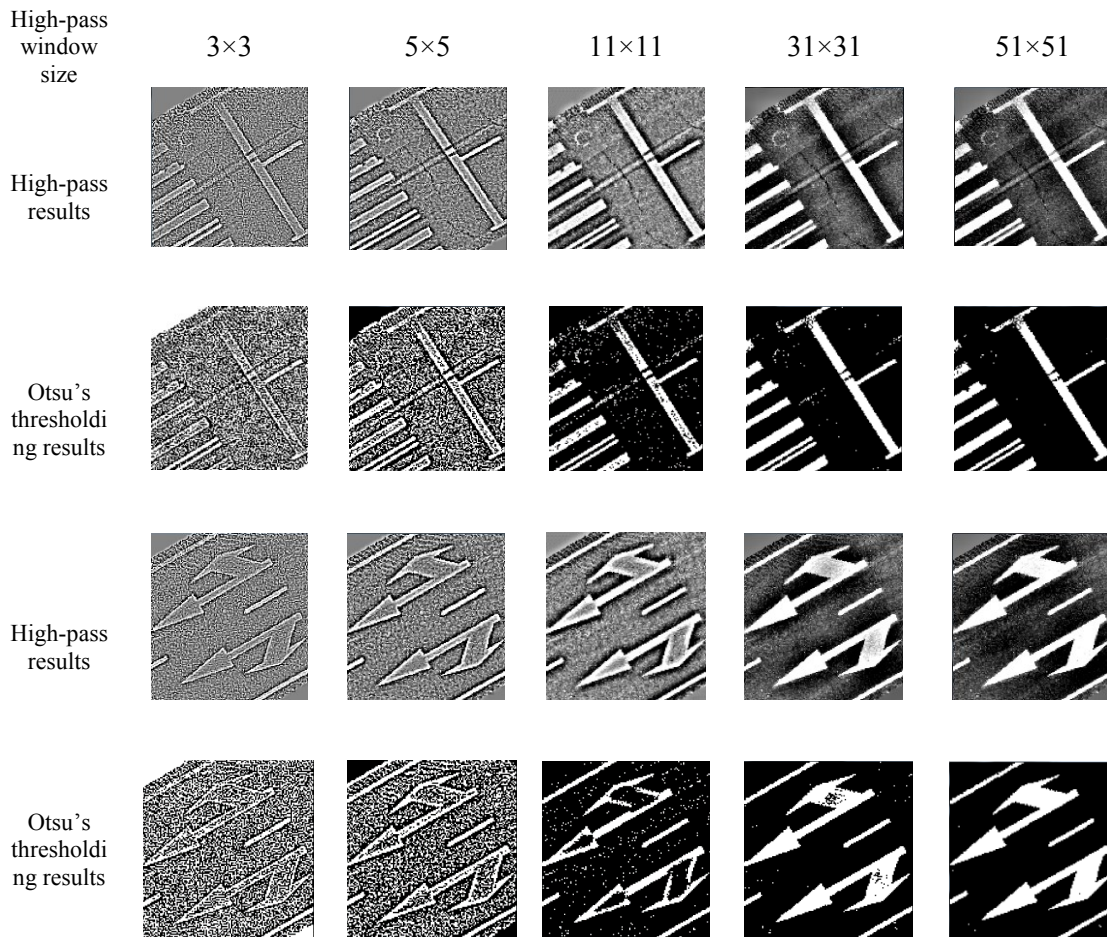 High-pass
window
size
3×3
5×5
11×11
31×31
51×51
High-pass
results
Otsu’s
thresholdi
ng results
High-pass
results
Otsu’s
thresholdi
ng results